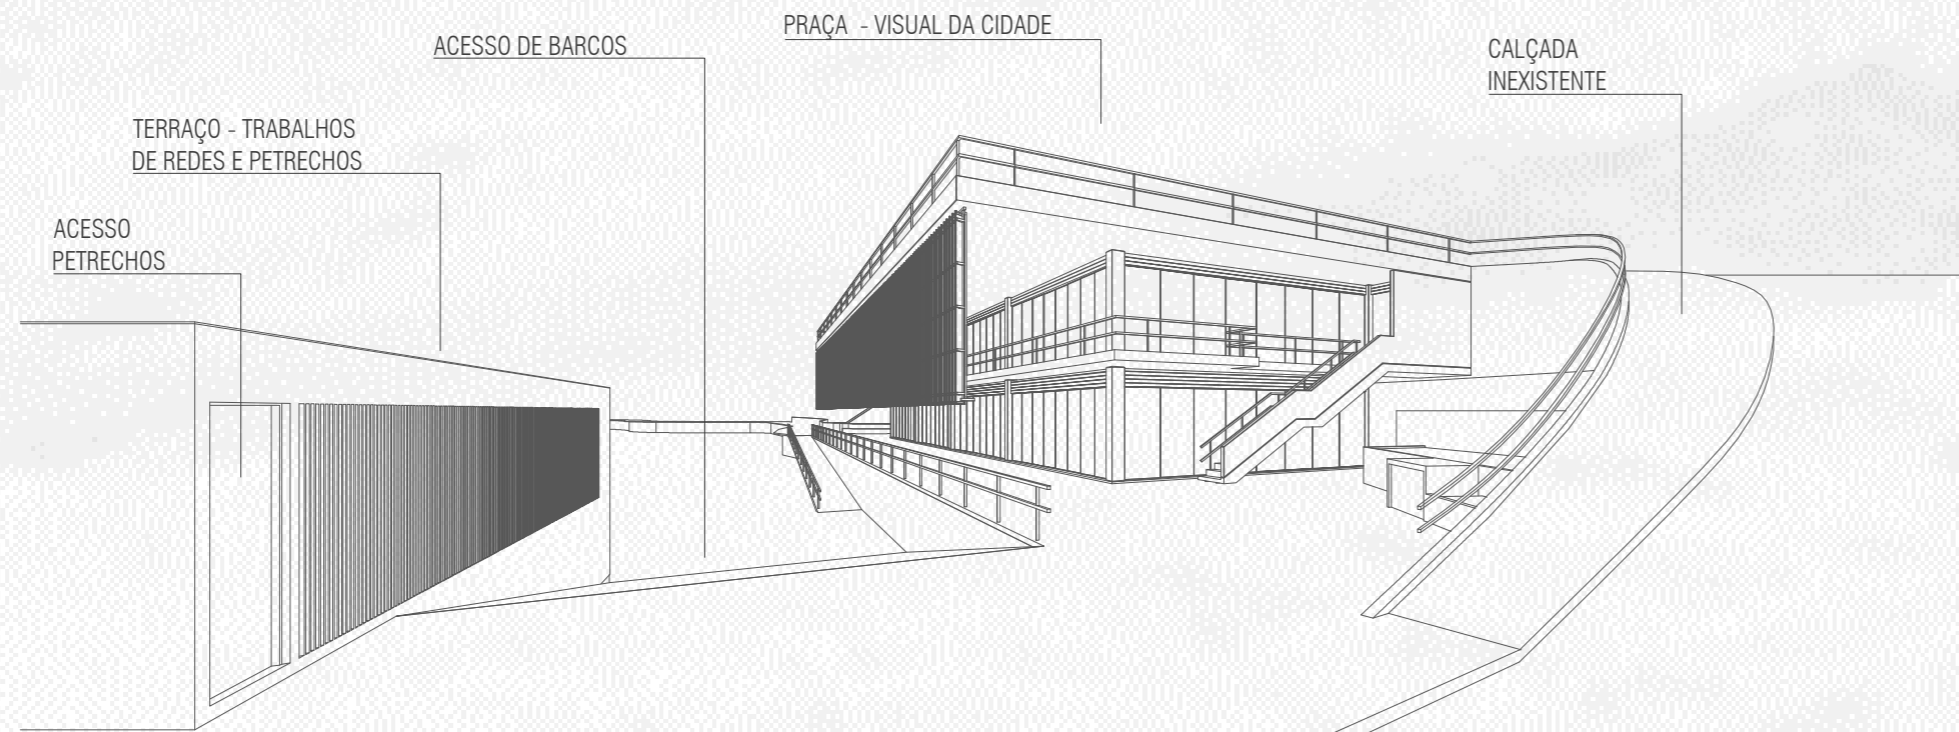 PRAÇA - VISUAL DA CIDADE
ACESSO DE BARCOS
CALÇADA
INEXISTENTE
TERRAÇO - TRABALHOS
DE REDES E PETRECHOS
ACESSO
PETRECHOS